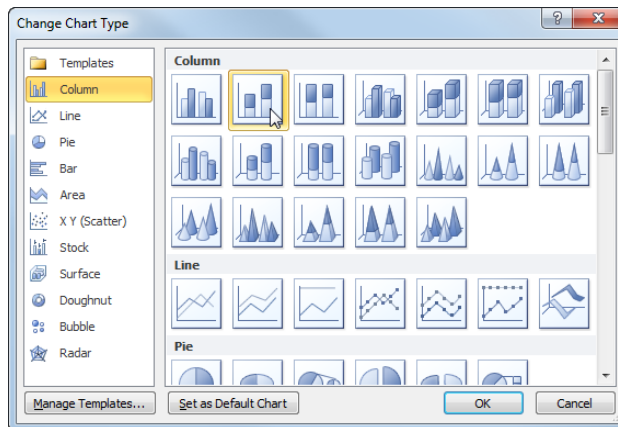 Change Chart Type
Templates
Column
Line
Pie
Bar
Area
X Y (Scatter)
Stock
Surface
Doughnut
Bubble
Radar
Column
Line
Pie
Manage Templates...
Set as Default Chart
OK
Cancel